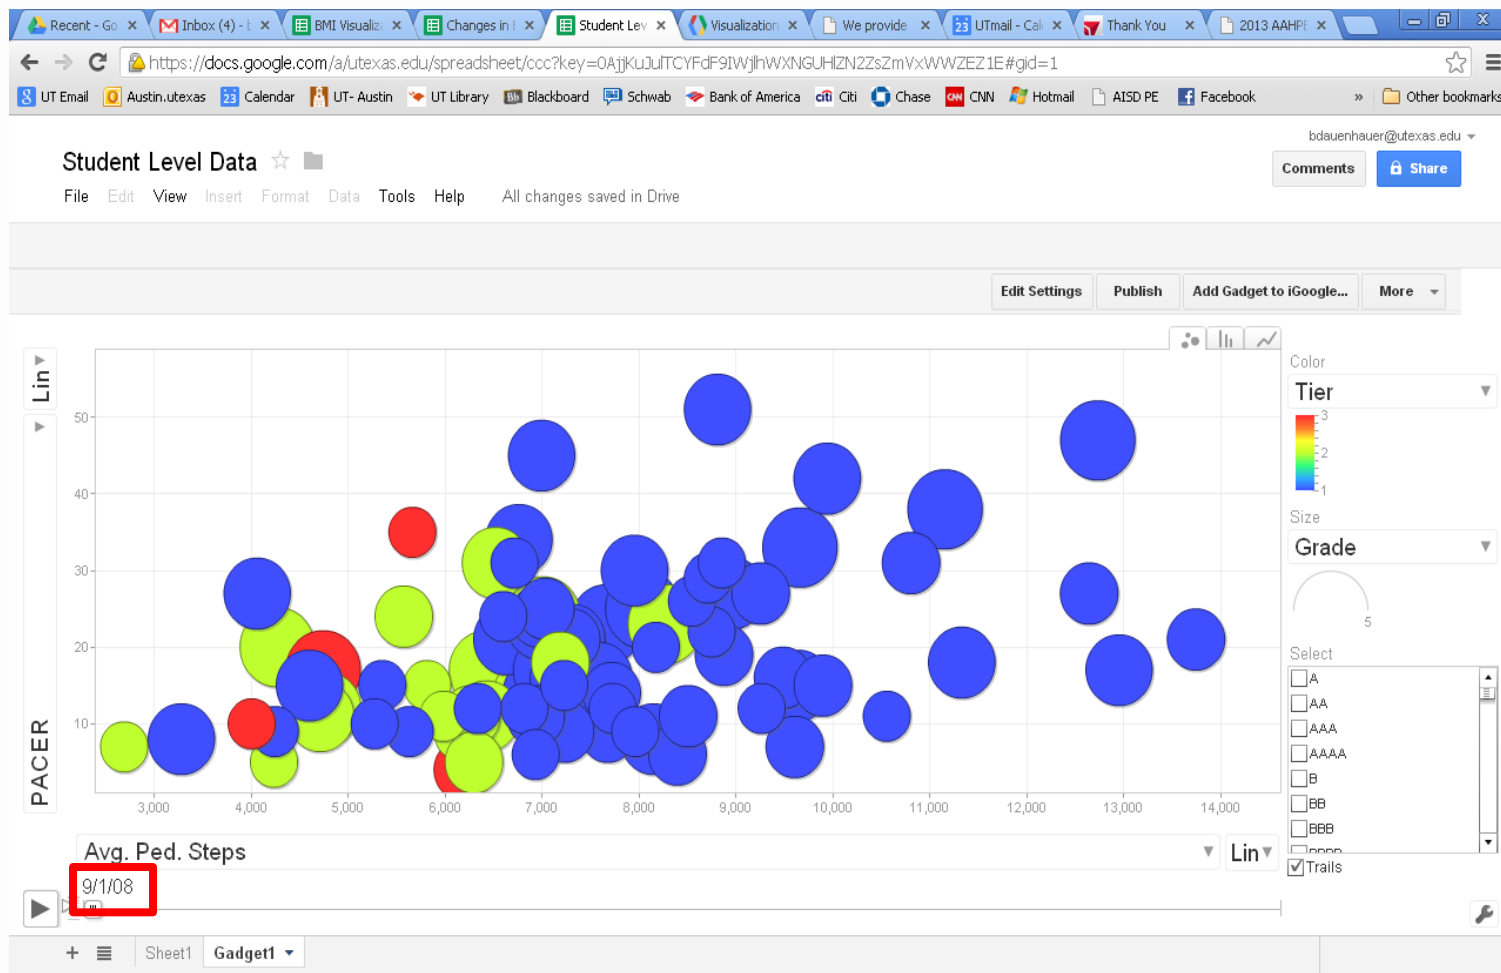 Recent - Go
Inbox (4) - b
BMI Visualiz
Changes in B
Student Lev
Visualization
We provide
UTmail - Cal
Thank You
2013 AAHPE
docs.google.com/a/utexas.edu/spreadsheet/
UT Email
Austin.utexas
23 Calendar
UT- Austin
UT Library
Bb Blackboard
Schwab
Bank of America
citi Citi
Chase
CNN CNN
Hotmail
AISD PE
Facebook
»
Other bookmarks
bdauenhauer@utexas.edu
Student Level Data
Comments
Share
File Edit View Insert Format Data Tools Help All changes saved in Drive
Edit Settings
Publish
Add Gadget to iGoogle...
More
Lin
PACER
50
40
30
20
10
3,000 4,000 5,000 6,000 7,000 8,000 9,000 10,000 11,000 12,000 13,000 14,000
Avg. Ped. Steps
Lin
9/1/08
Color
Tier
3
2
1
Size
Grade
5
Select
A
AA
AAA
AAAA
B
BB
BBB
Trails
Sheet1
Gadget1